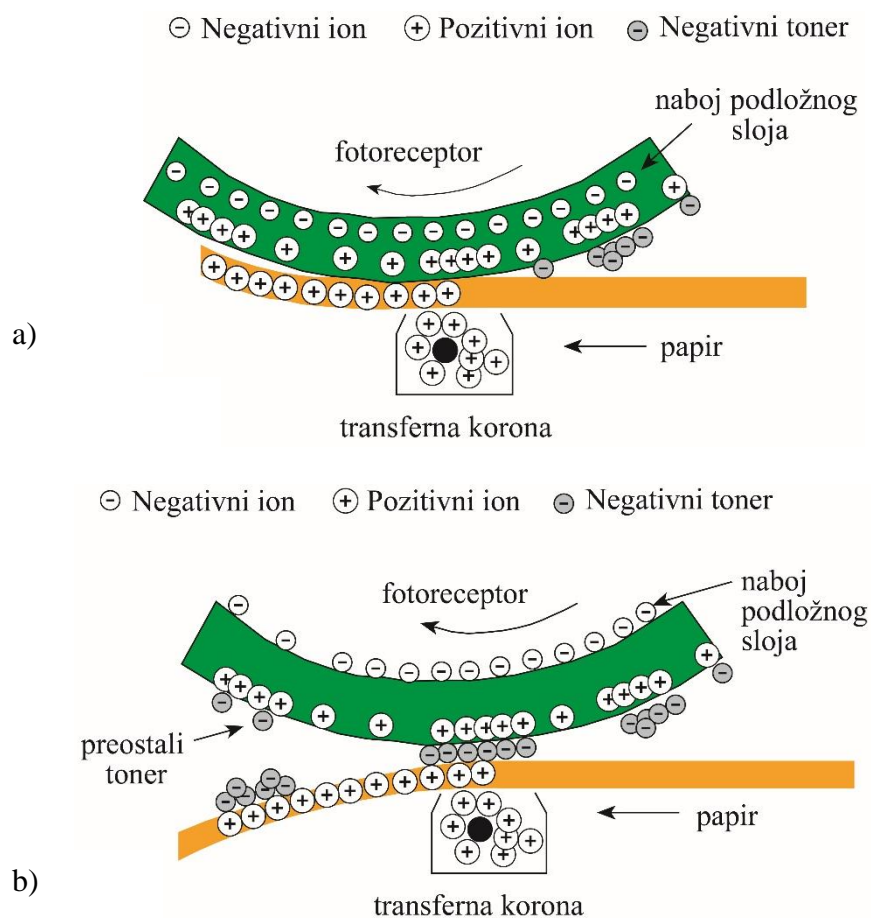 ⊖ Negativni ion ⊕ Pozitivni ion ⊖ Negativni toner
naboj podložnog
sloja
fotoreceptor
a)
papir
transferna korona
⊖ Negativni ion ⊕ Pozitivni ion ⊖ Negativni toner
fotoreceptor
naboj
podložnog
sloja
preostali
toner
papir
b)
transferna korona